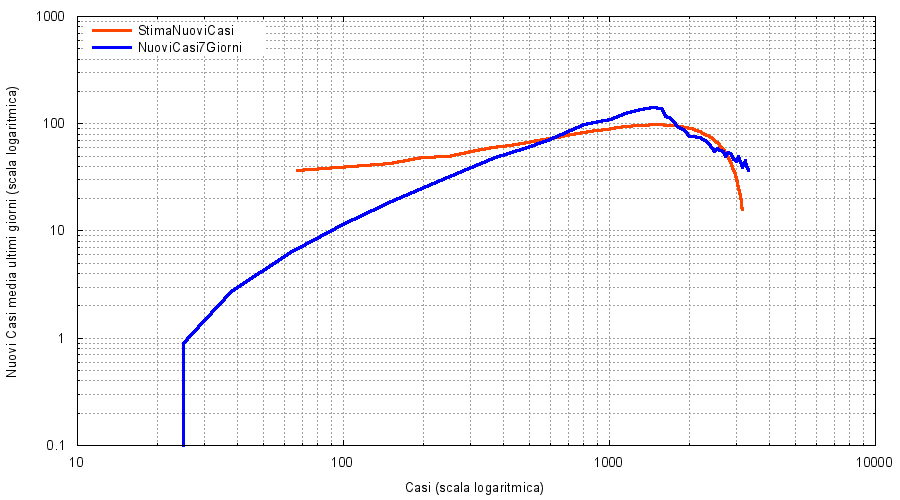 1000
StimaNuoviCasi
NuoviCasi7Giorni
100
10
1
0.1
Nuovi Casi media ultimi giorni (scala logaritmica)
10 100 1000 10000
Casi (scala logaritmica)